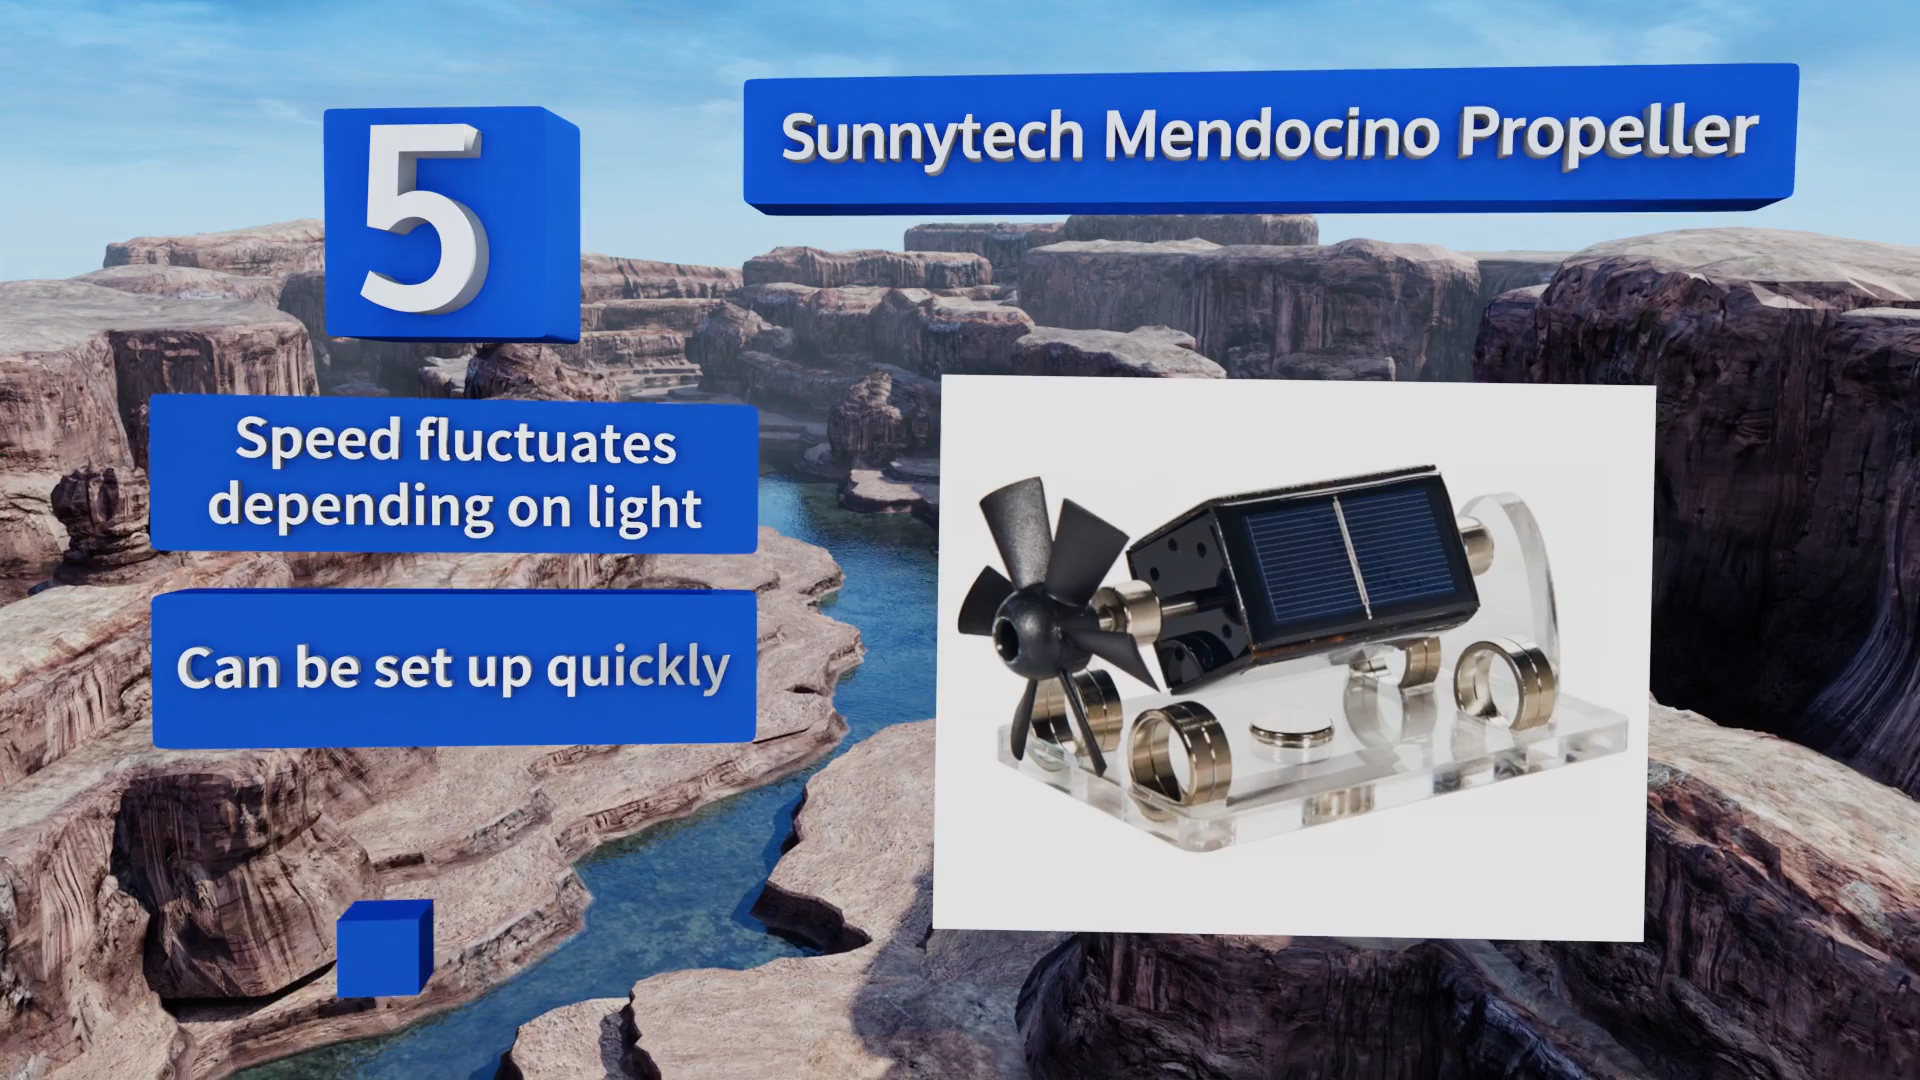 5
Sunnytech Mendocino Propeller
Speed fluctuates
depending on light
Can be set up quickly